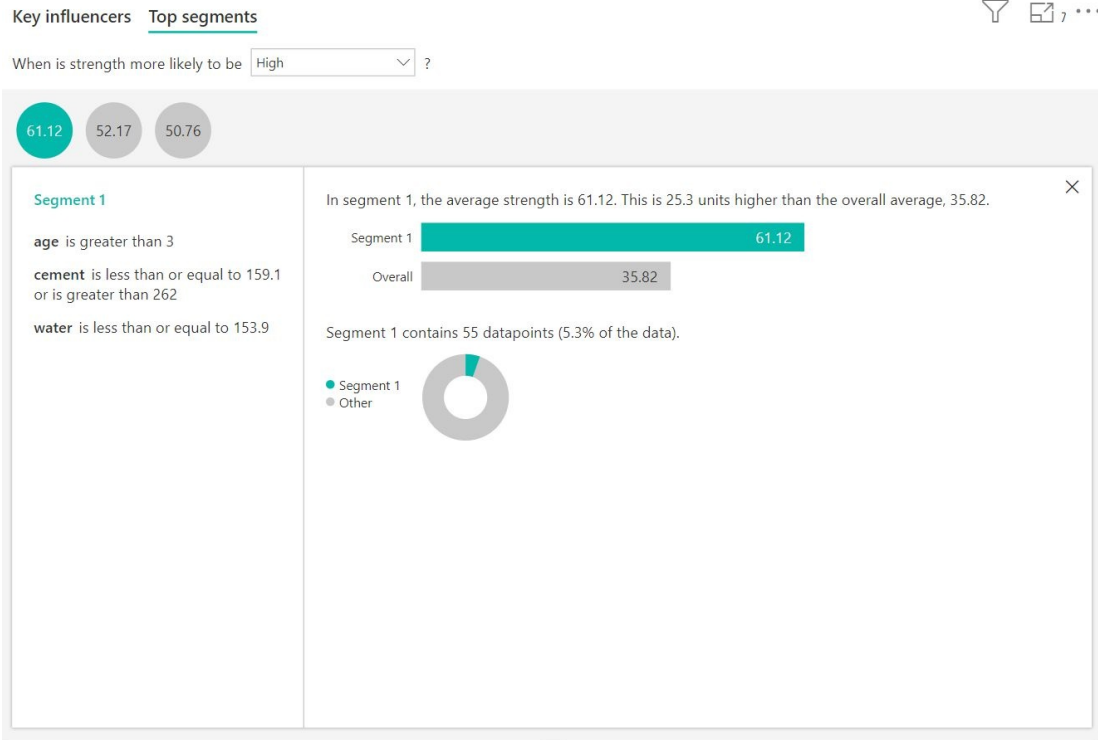 Key influencers Top segments
When is strength more likely to be High ?
61.12 52.17 50.76
Segment 1
age is greater than 3
cement is less than or equal to 159.1
or is greater than 262
water is less than or equal to 153.9
In segment 1, the average strength is 61.12. This is 25.3 units higher than the overall average, 35.82.
Segment 1 61.12
Overall 35.82
Segment 1 contains 55 datapoints (5.3% of the data).
Segment 1
Other